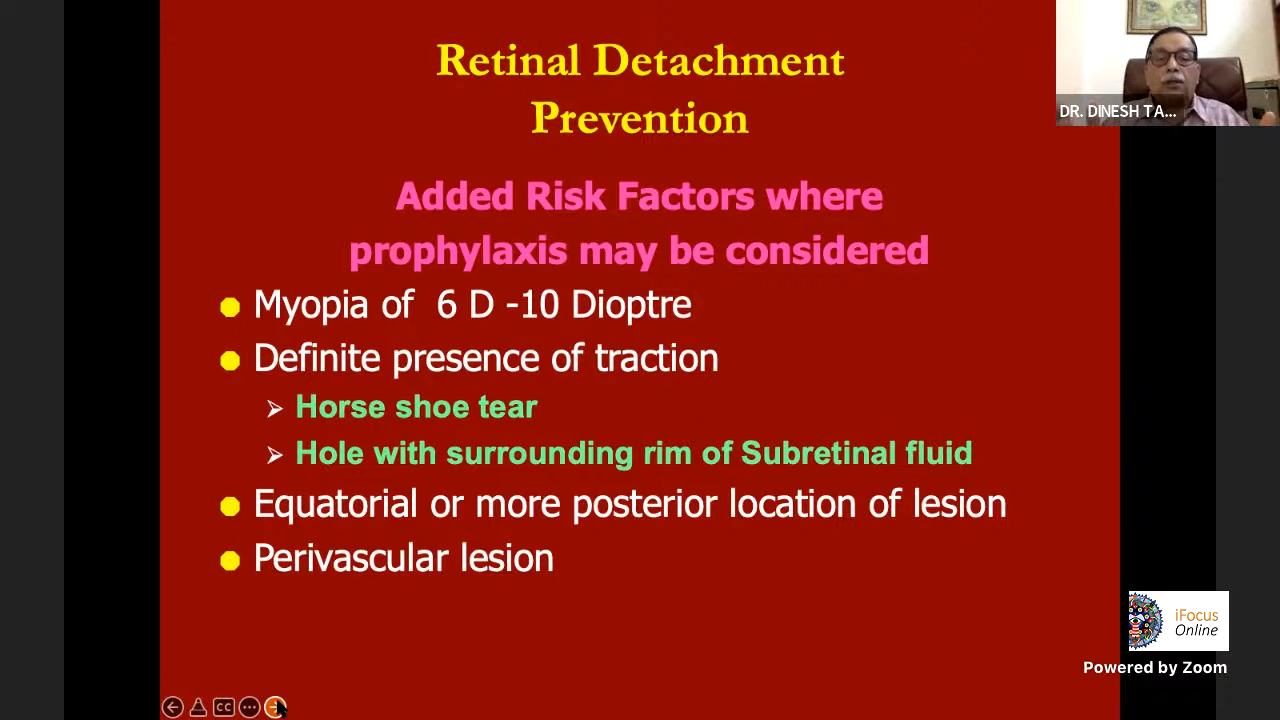 Retinal Detachment
Prevention
DR. DINESH T A...
Added Risk Factors where
prophylaxis may be considered
Myopia of 6 D -10 Dioptre
Definite presence of traction
Horse shoe tear
Hole with surrounding rim of Subretinal fluid
Equatorial or more posterior location of lesion
Perivascular lesion
iFocus
Online
Powered by Zoom
CC